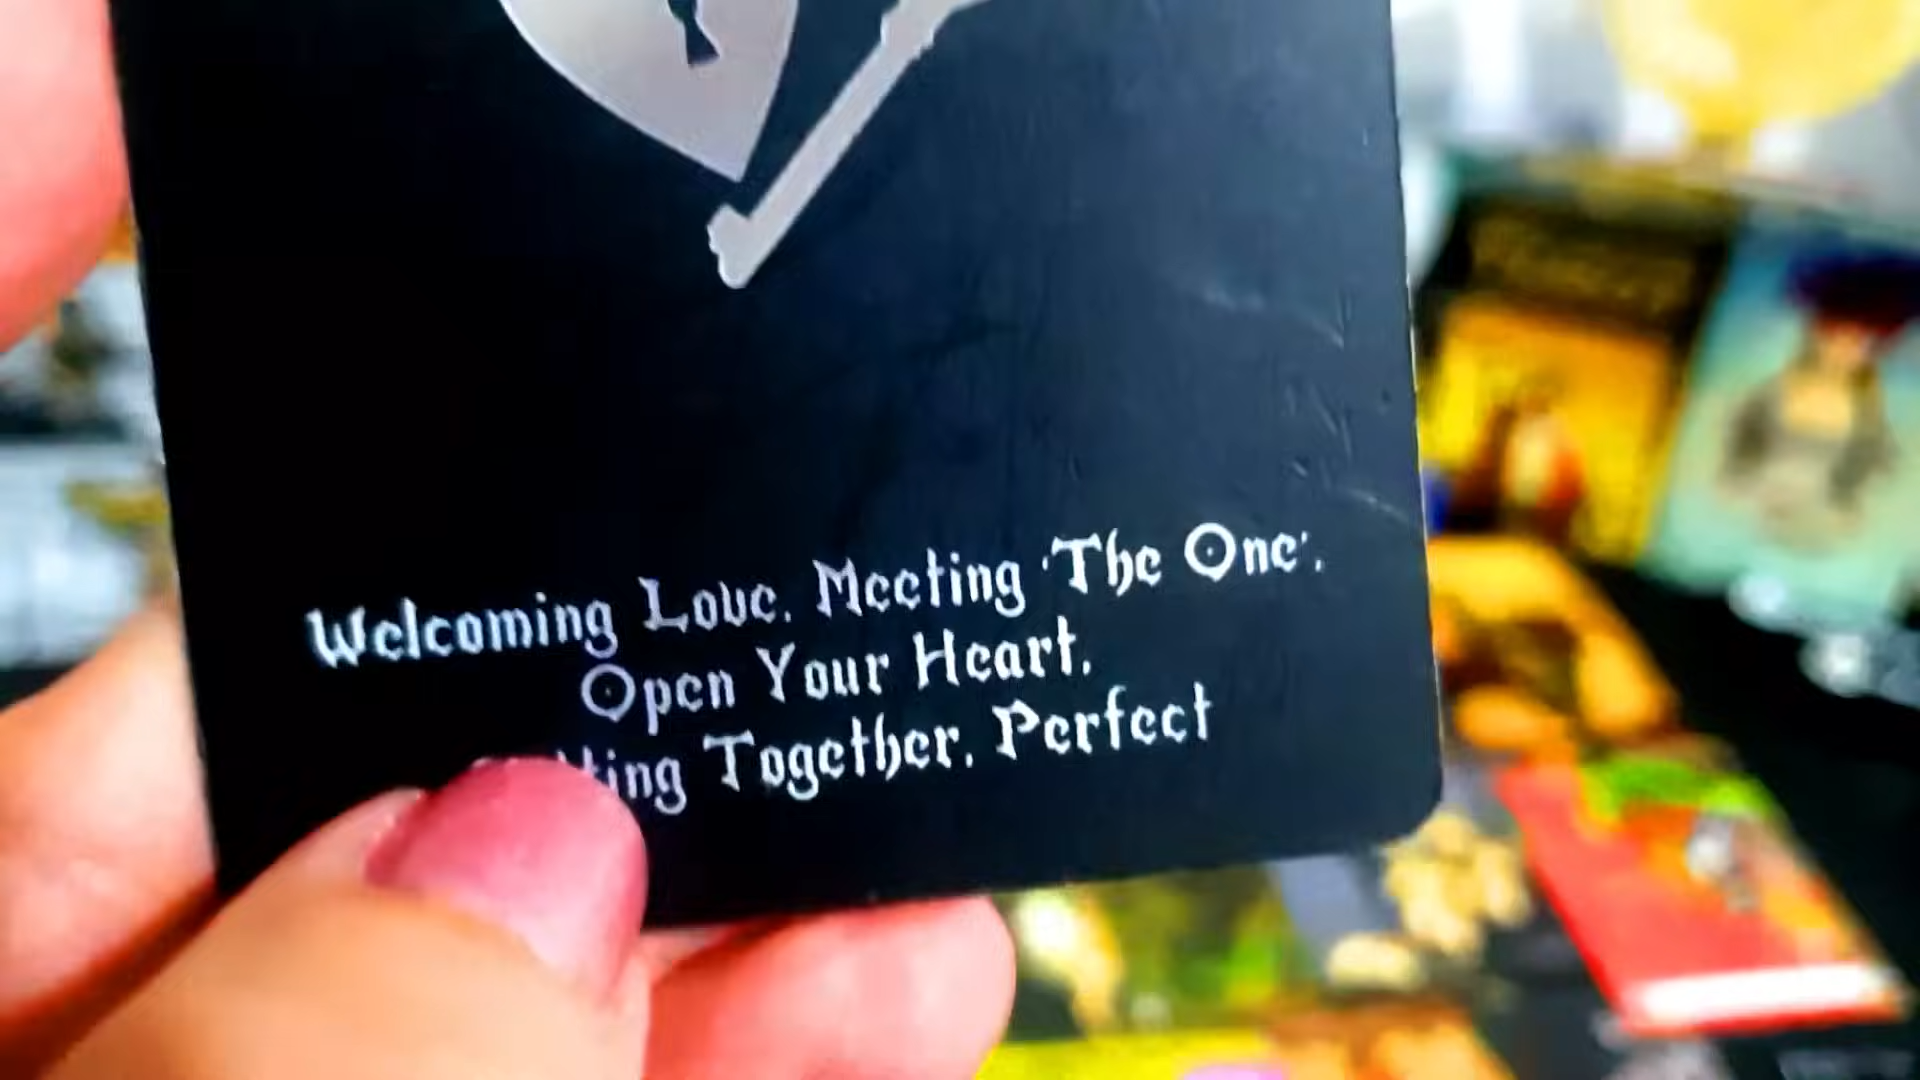 Welcoming Love. Meeting 'The One'.
Open Your Heart.
Together. Perfect